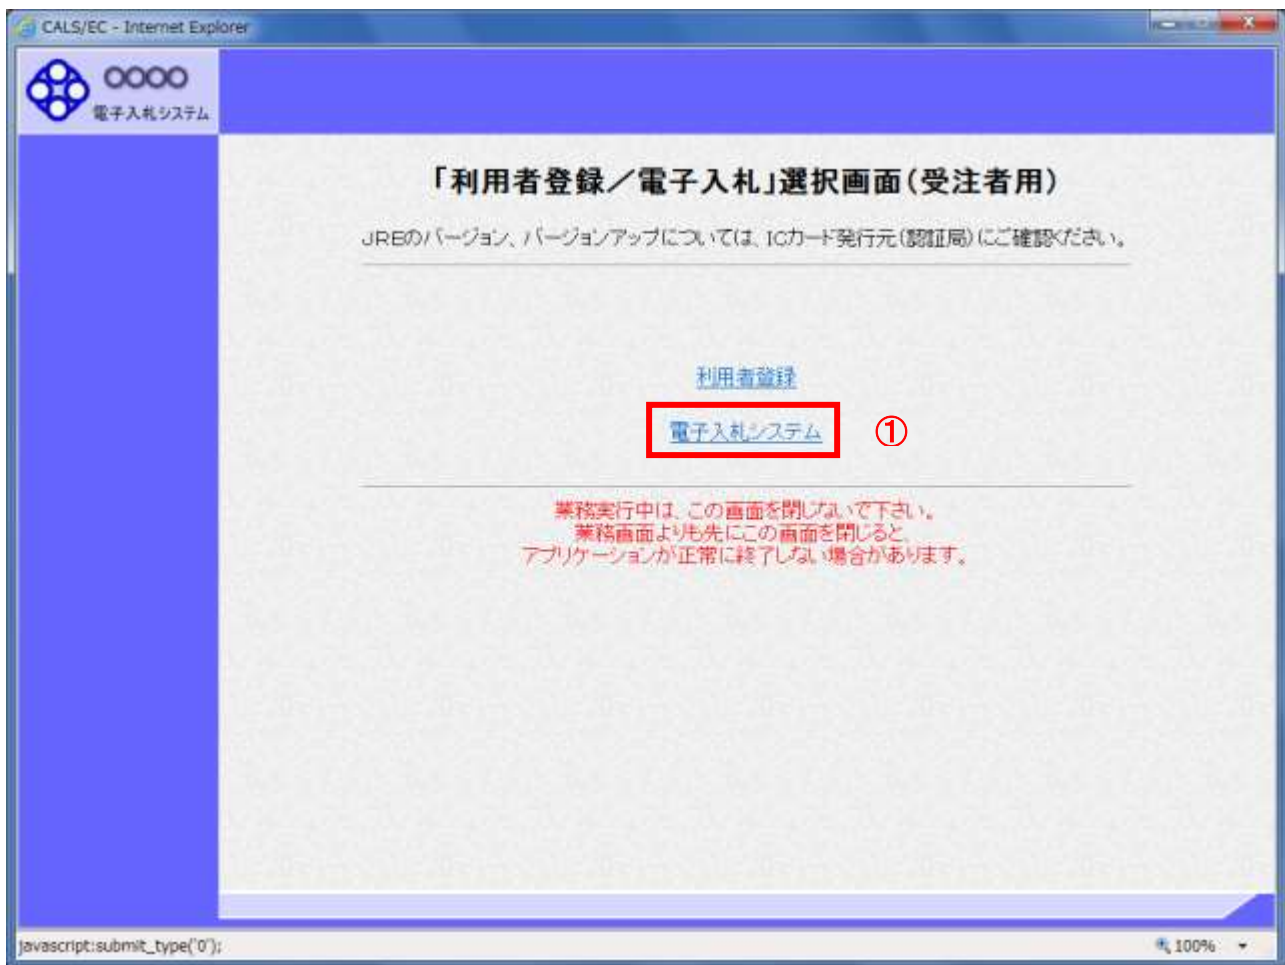 CALS/EC - Internet Explorer
○○○○
電子入札システム
「利用者登録／電子入札」選択画面（受注者用）
JREのバージョン、バージョンアップについては、ICカード発行元（認証局）にご確認ください。
利用者登録
電子入札システム
①
業務実行中は、この画面を閉じないで下さい。
業務画面よりも先にこの画面を閉じると、
アプリケーションが正常に終了しない場合があります。
javascript:submit_type('0');
100%